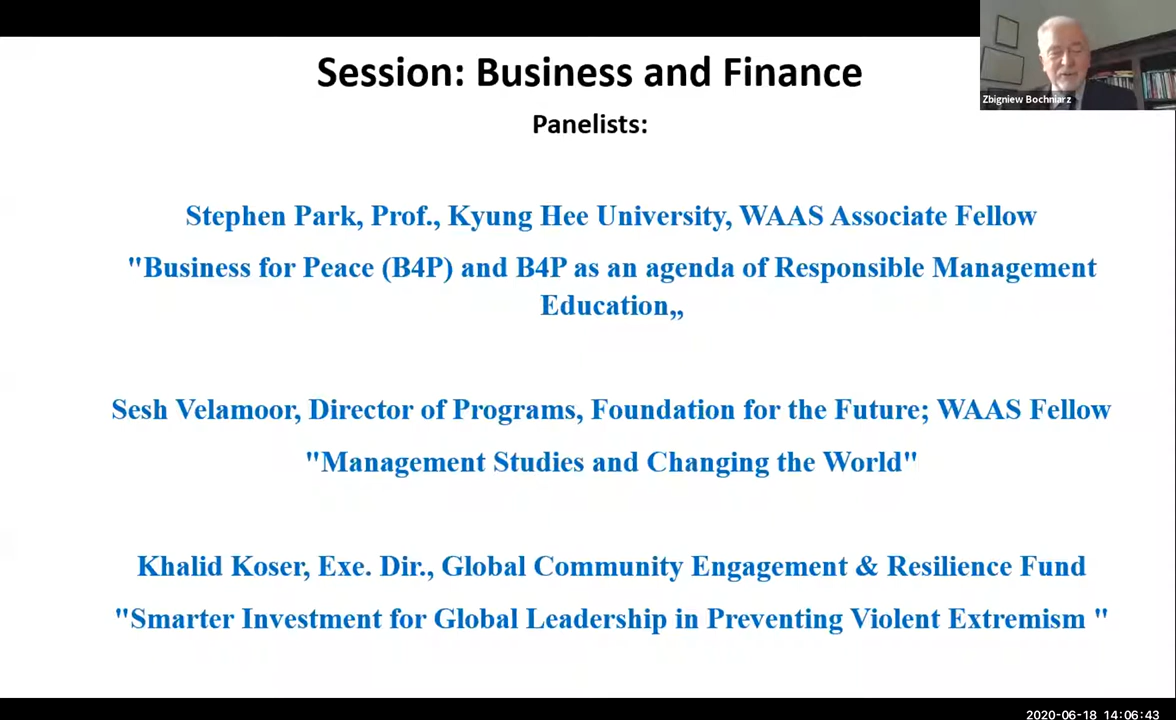 Session: Business and Finance
Zbigniew Bochniarz
Panelists:
Stephen Park, Prof., Kyung Hee University, WAAS Associate Fellow
"Business for Peace (B4P) and B4P as an agenda of Responsible Management
Education„
Sesh Velamoor, Director of Programs, Foundation for the Future; WAAS Fellow
"Management Studies and Changing the World"
Khalid Koser, Exe. Dir., Global Community Engagement & Resilience Fund
"Smarter Investment for Global Leadership in Preventing Violent Extremism "
2020-06-18 14:06:43